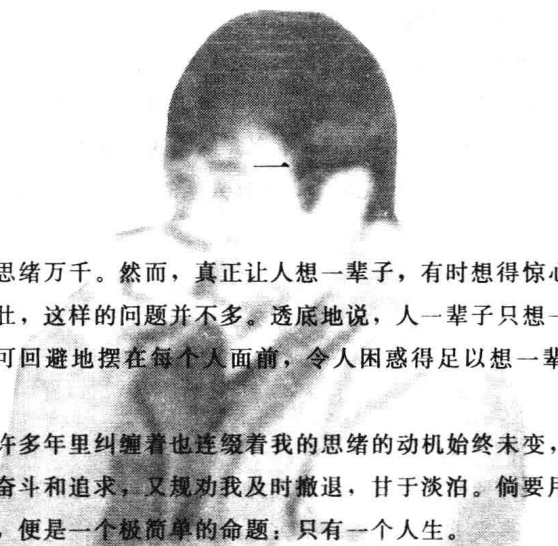 一
思绪万千。然而，真正让人想一辈子，有时想得惊心
壮，这样的问题并不多。透底地说，人一辈子只想一
可回避地摆在每个人面前，令人困惑得足以想一辈
许多年里纠缠着也连缀着我的思绪的动机始终未变，
奋斗和追求，又规劝我及时撤退，甘于淡泊。倘要用
，便是一个极简单的命题：只有一个人生。